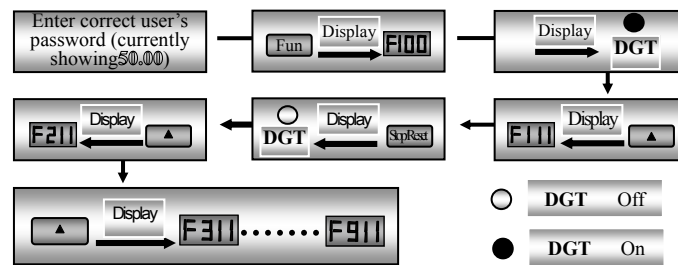 Enter correct user's
password (currently
showing50.00)
Fun Display F100
Display DGT
F211 Display ▲
DGT Display Stop/Reset
F111 Display ▲
▲ Display F311 ······· F911
DGT Off
DGT On